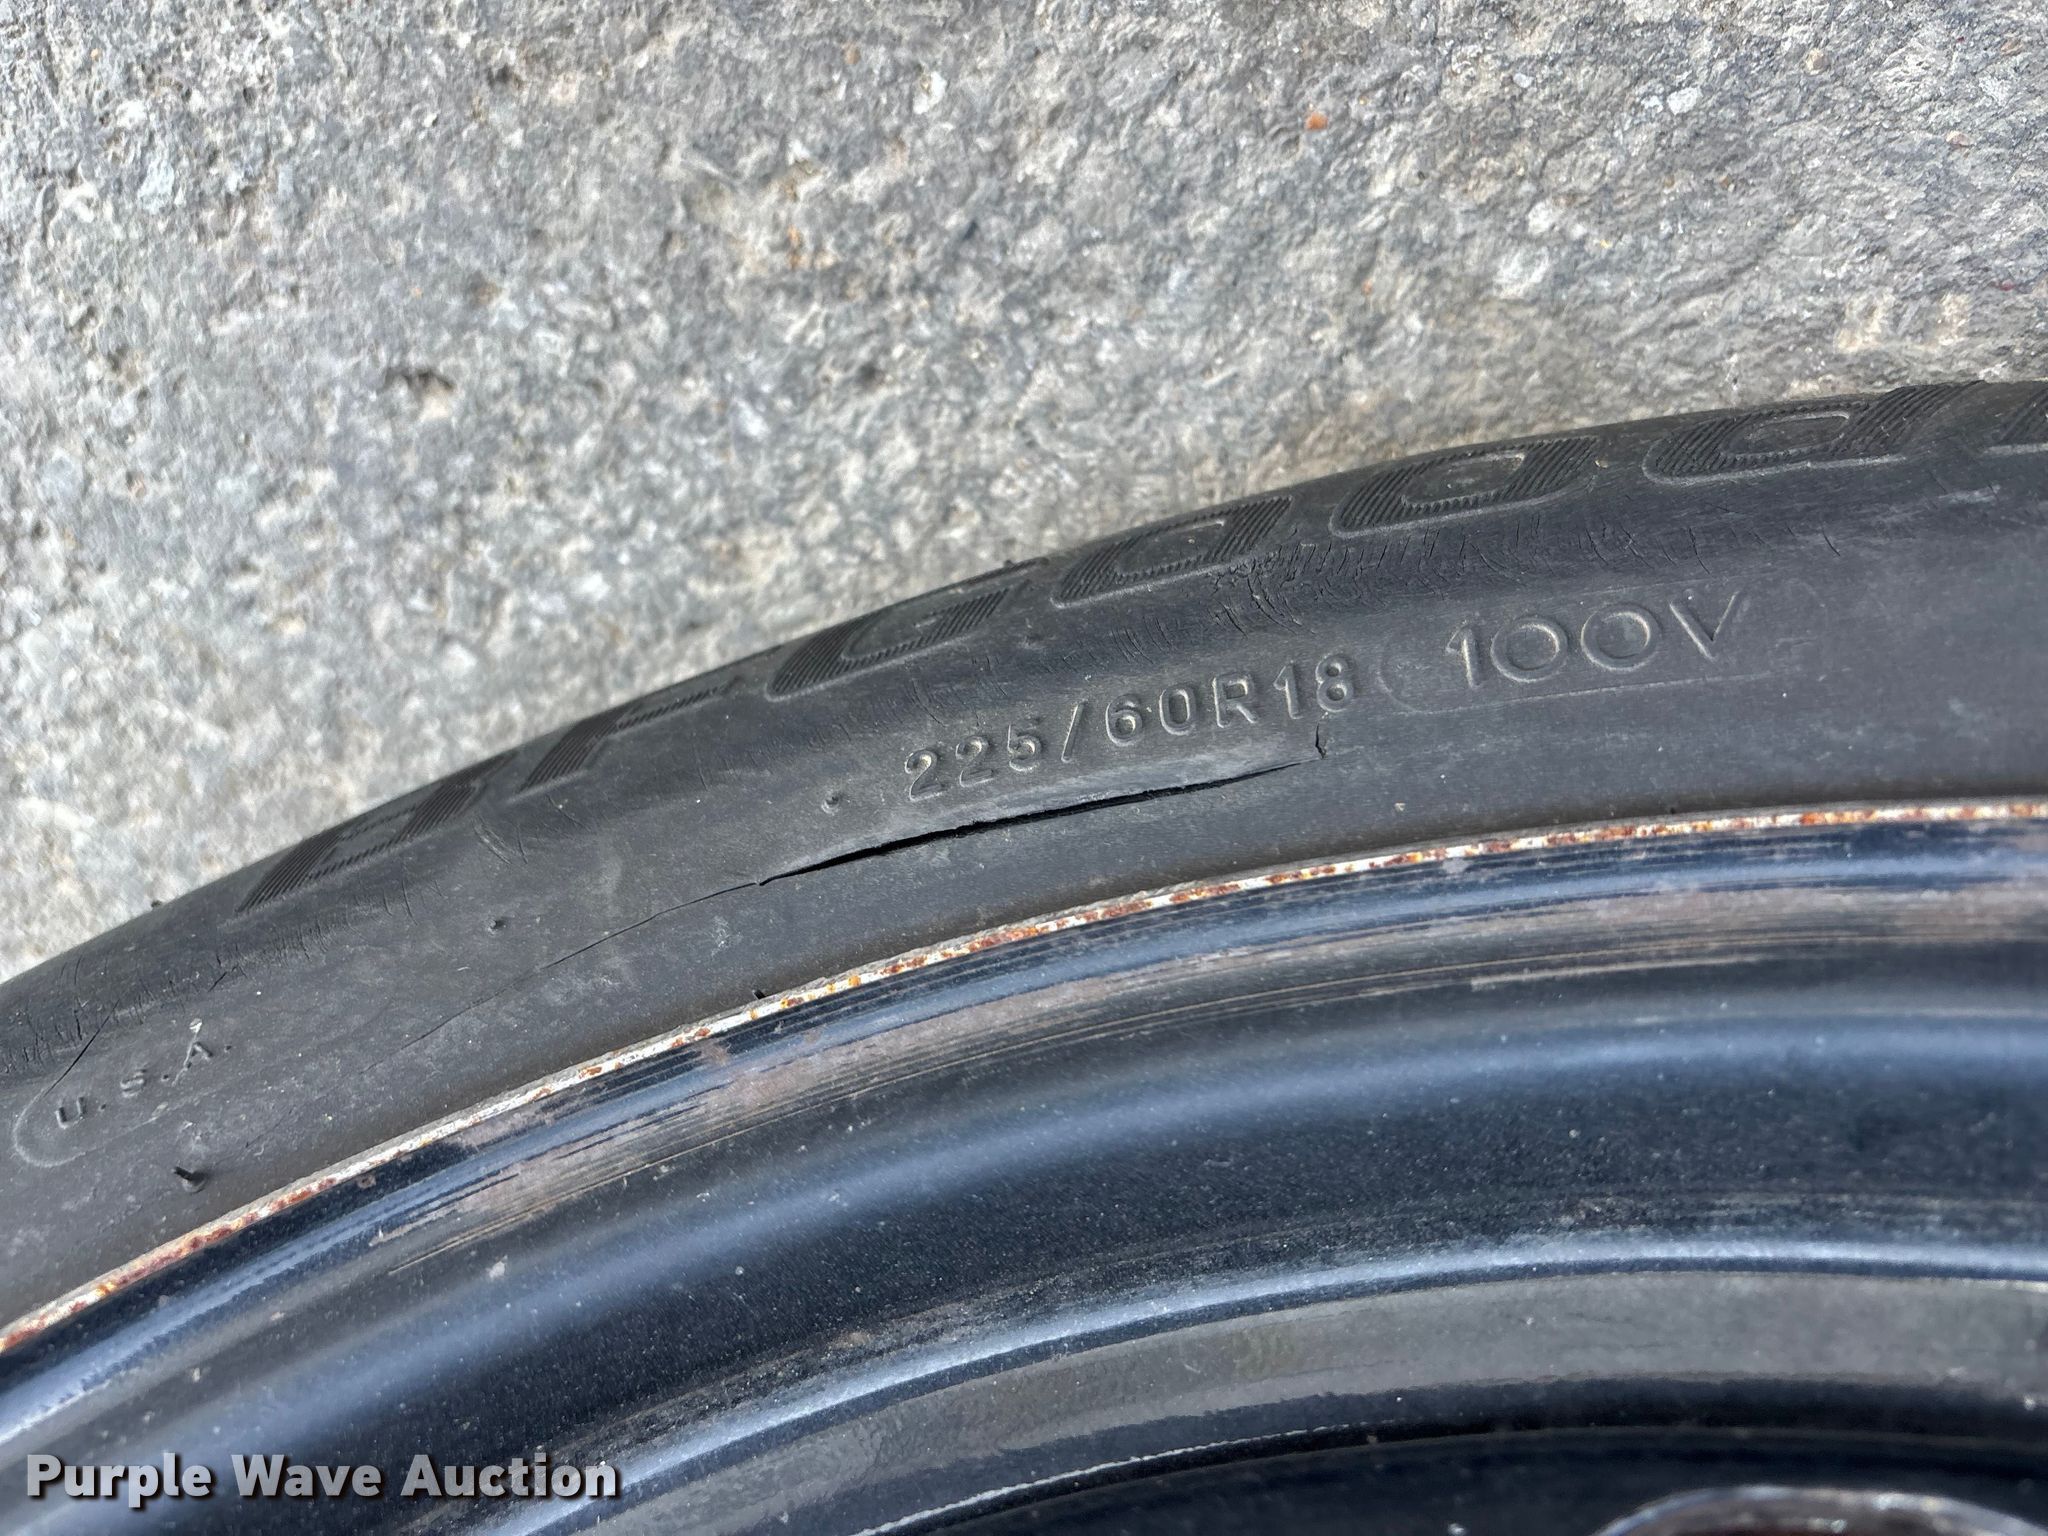 225/60R18 100V
U.S.A.
Purple Wave Auction